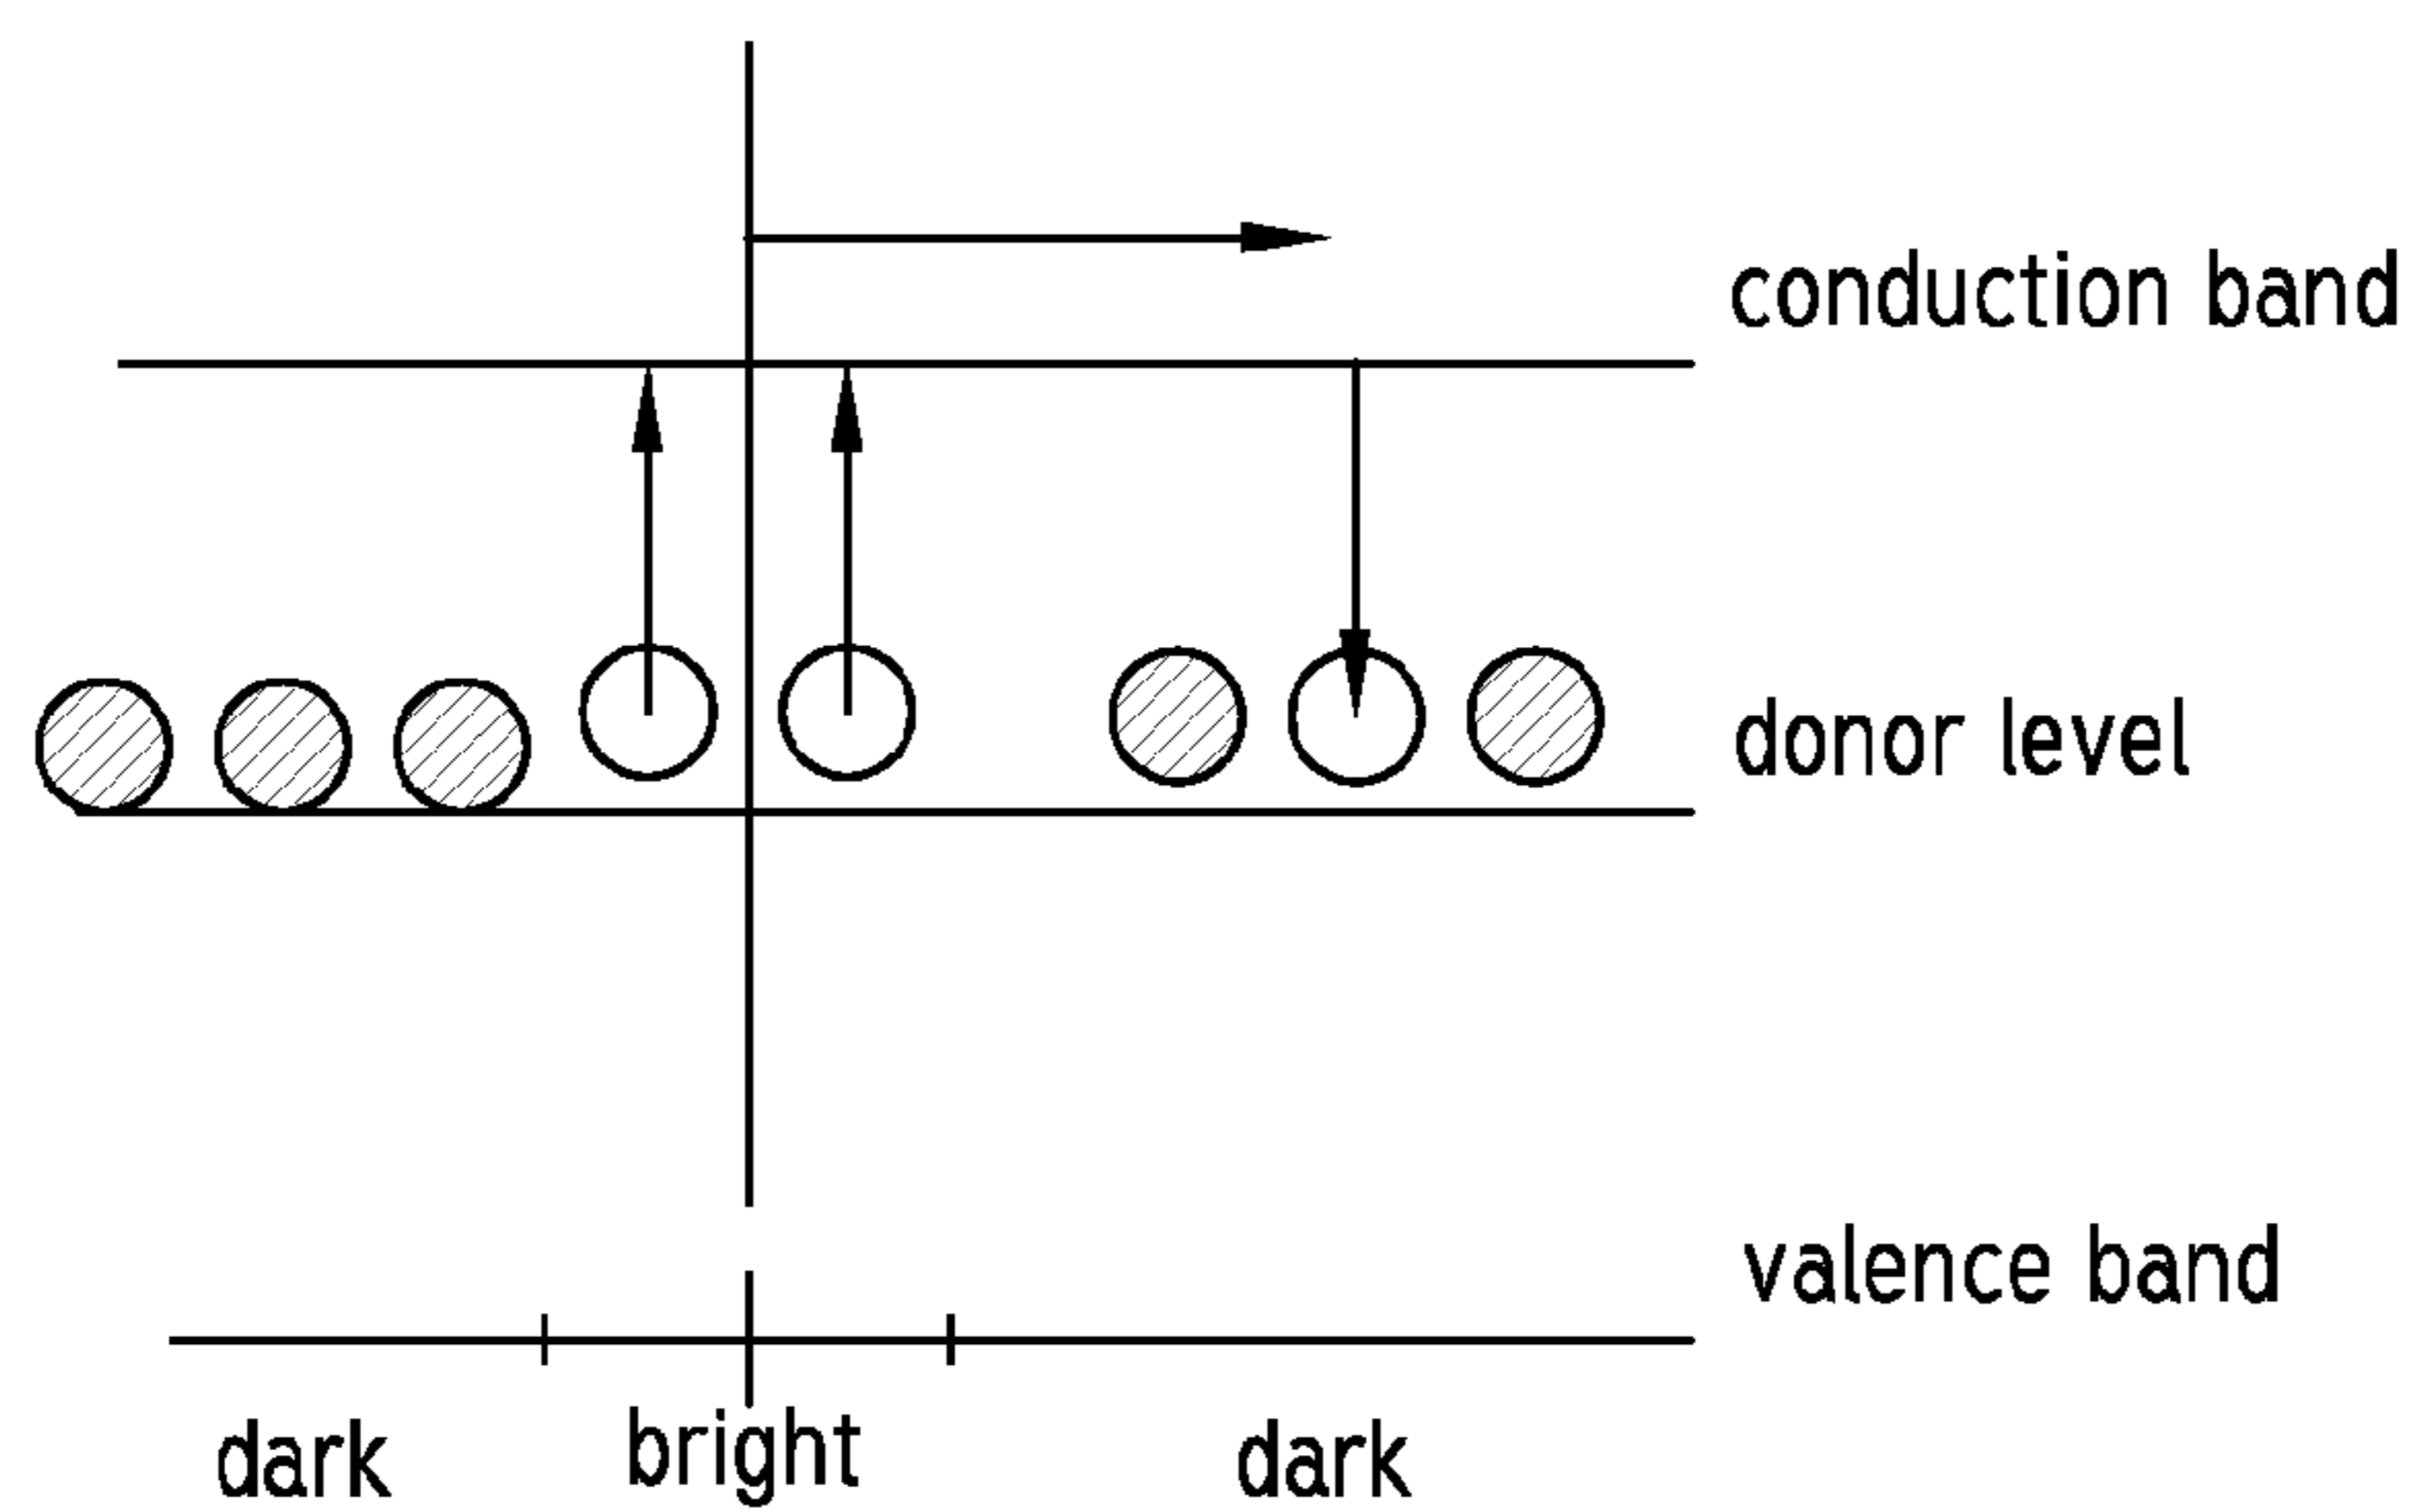 conduction band
donor level
valence band
dark
bright
dark